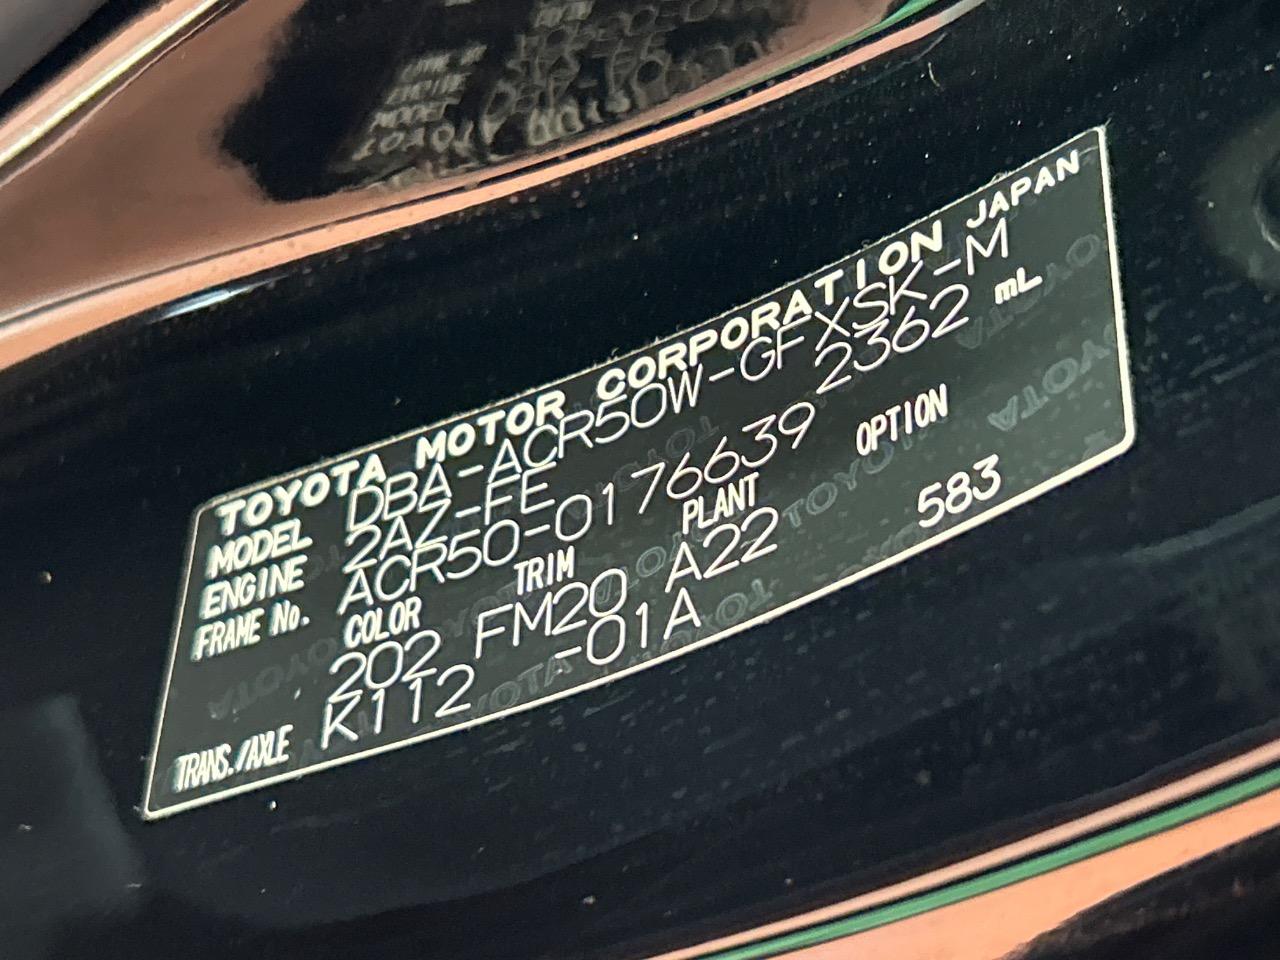 TOYOTA MOTOR CORPORATION JAPAN
MODEL DBA-ACR50W-GFXSK-M
ENGINE 2AZ-FE 2362 mL
FRAME No. ACR50-0176639
COLOR TRIM PLANT OPTION
202 FM20 A22 583
TRANS./AXLE K112 -01A